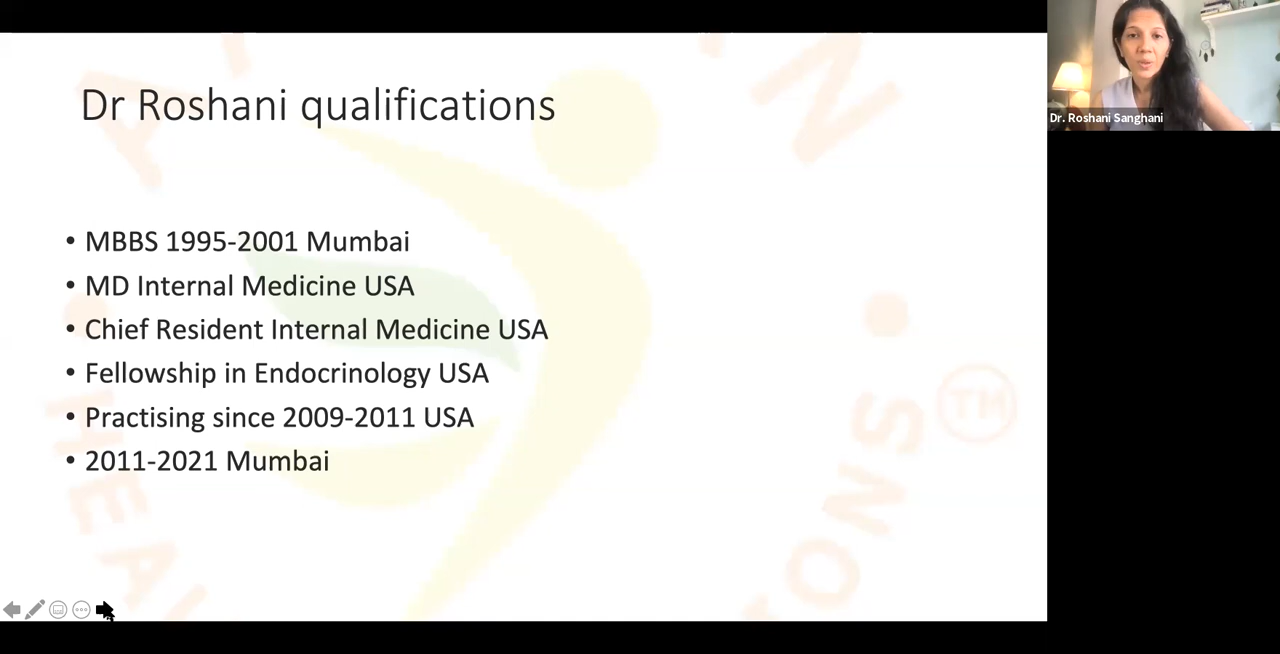 Dr Roshani qualifications
• MBBS 1995-2001 Mumbai
• MD Internal Medicine USA
• Chief Resident Internal Medicine USA
• Fellowship in Endocrinology USA
• Practising since 2009-2011 USA
• 2011-2021 Mumbai
Dr. Roshani Sanghani